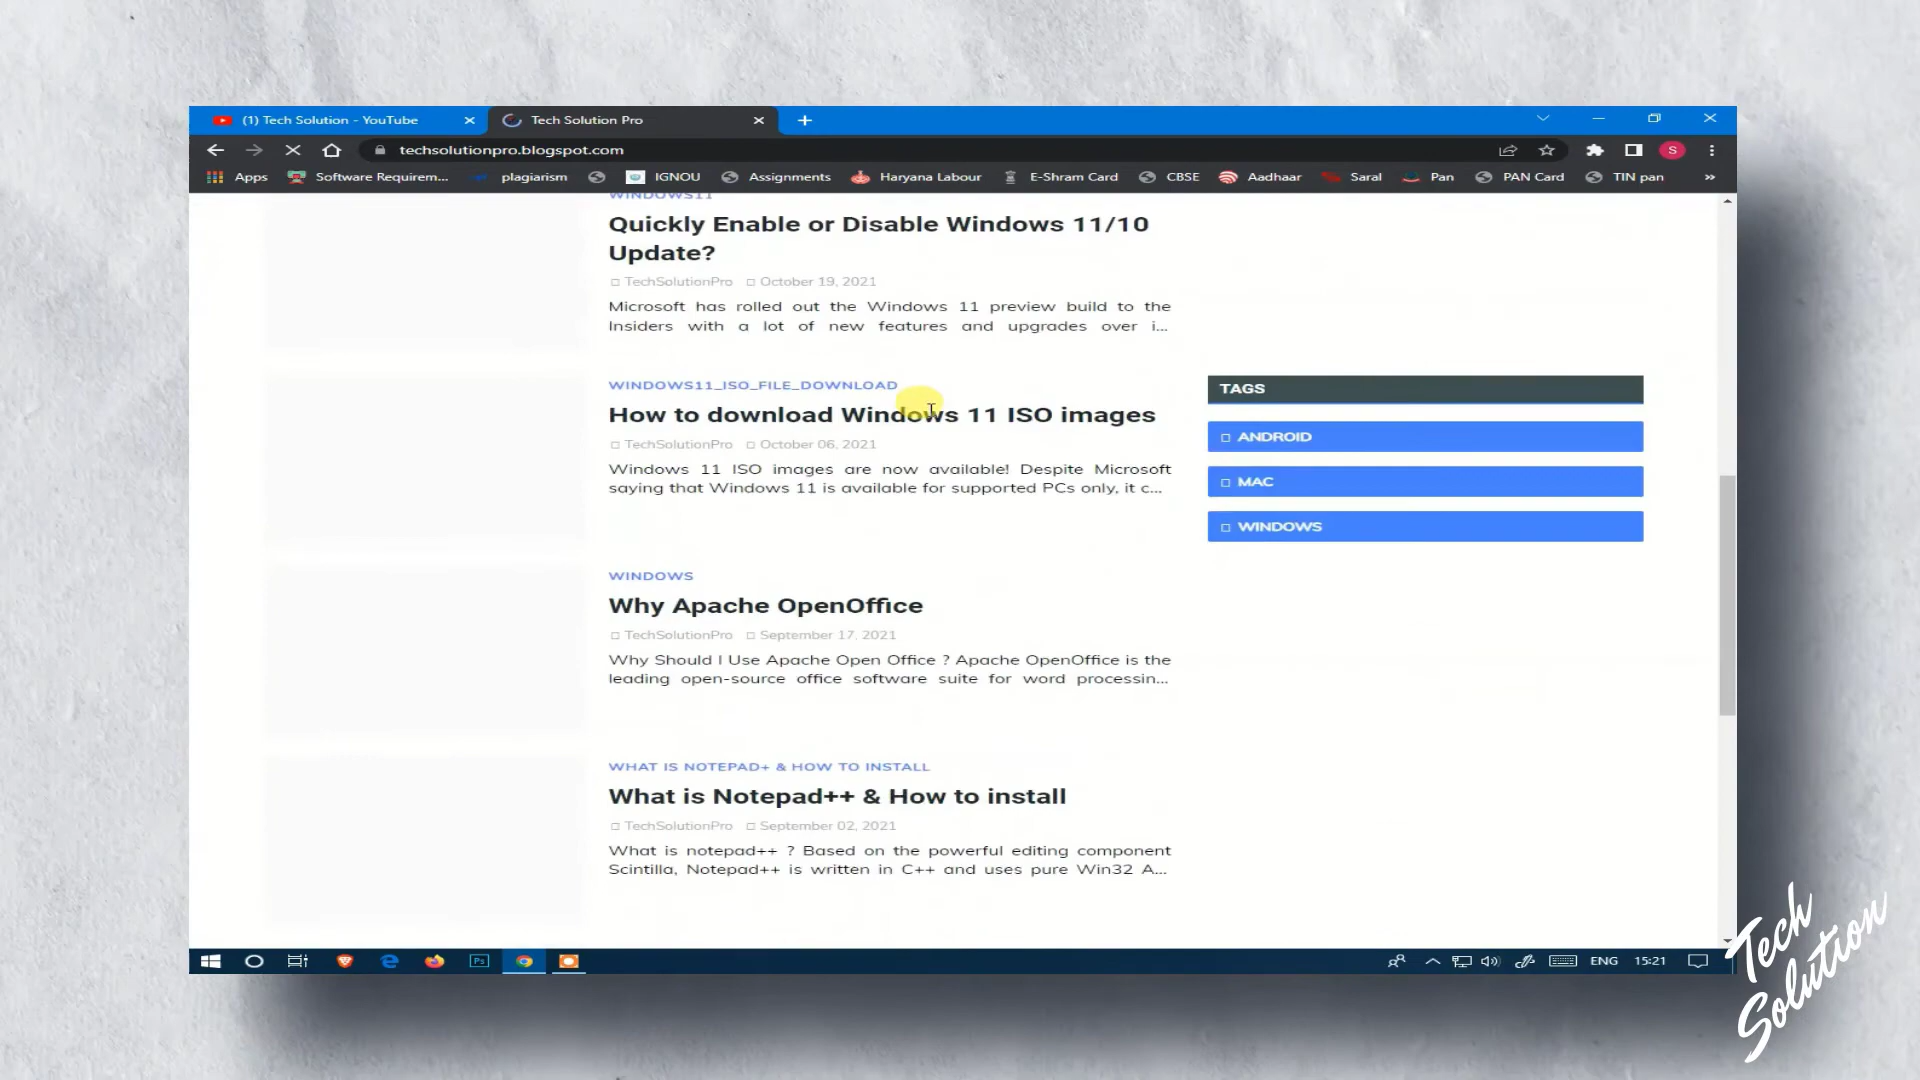 (1) Tech Solution - YouTube
Tech Solution Pro
techsolutionpro.blogspot.com
S
Apps
Software Requirem...
plagiarism
IGNOU
Assignments
Haryana Labour
E-Shram Card
CBSE
Aadhaar
Saral
Pan
PAN Card
TIN pan
»
WINDOWS11
Quickly Enable or Disable Windows 11/10
Update?
TechSolutionPro October 19, 2021
Microsoft has rolled out the Windows 11 preview build to the
Insiders with a lot of new features and upgrades over i...
WINDOWS11_ISO_FILE_DOWNLOAD
How to download Windows 11 ISO images
TechSolutionPro October 06, 2021
Windows 11 ISO images are now available! Despite Microsoft
saying that Windows 11 is available for supported PCs only, it c...
WINDOWS
Why Apache OpenOffice
TechSolutionPro September 17, 2021
Why Should I Use Apache Open Office ? Apache OpenOffice is the
leading open-source office software suite for word processin...
WHAT IS NOTEPAD+ & HOW TO INSTALL
What is Notepad++ & How to install
TechSolutionPro September 02, 2021
What is notepad++ ? Based on the powerful editing component
Scintilla, Notepad++ is written in C++ and uses pure Win32 A...
TAGS
ANDROID
MAC
WINDOWS
Ps
ENG
15:21
Tech
Solution